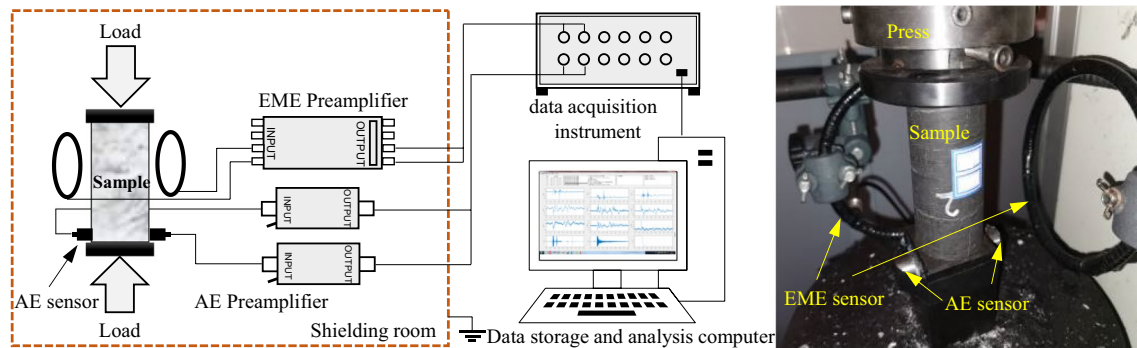 Load
EME Preamplifier
INPUT
OUTPUT
Sample
INPUT
OUTPUT
INPUT
OUTPUT
AE sensor
AE Preamplifier
Load
Shielding room
data acquisition
instrument
Data storage and analysis computer
Press
Sample
EME sensor
AE sensor